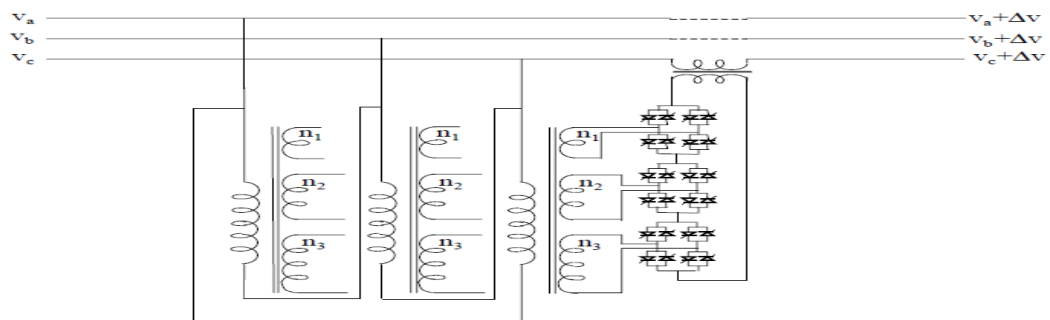 Va Va+Δv
Vb Vb+Δv
Vc Vc+Δv
n1 n1 n1
n2 n2 n2
n3 n3 n3